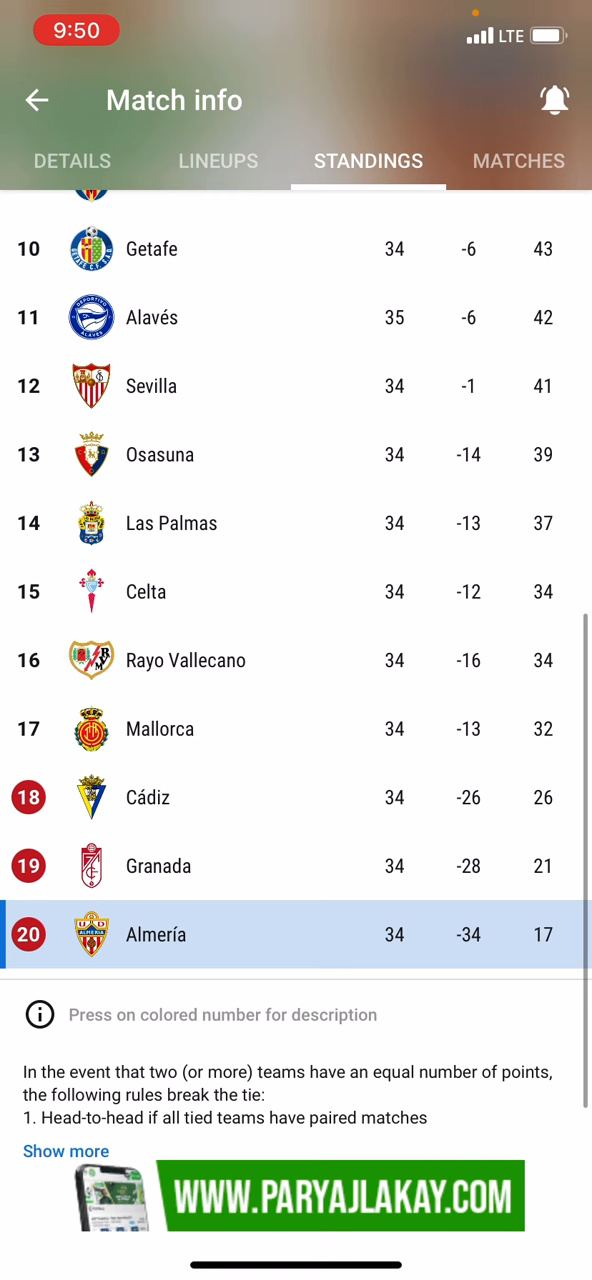 9:50
LTE
Match info
DETAILS LINEUPS STANDINGS MATCHES
10 Getafe 34 -6 43
11 Alavés 35 -6 42
12 Sevilla 34 -1 41
13 Osasuna 34 -14 39
14 Las Palmas 34 -13 37
15 Celta 34 -12 34
16 Rayo Vallecano 34 -16 34
17 Mallorca 34 -13 32
18 Cádiz 34 -26 26
19 Granada 34 -28 21
20 Almería 34 -34 17
Press on colored number for description
In the event that two (or more) teams have an equal number of points,
the following rules break the tie:
1. Head-to-head if all tied teams have paired matches
Show more
WWW.PARYAJLAKAY.COM